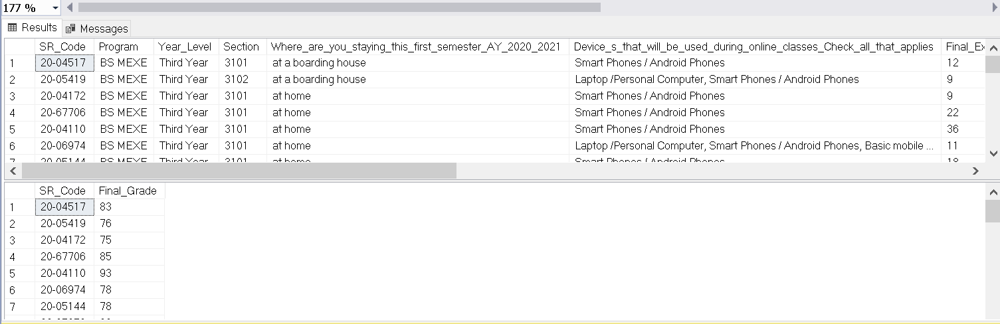 177 %
Results Messages
SR_Code Program Year_Level Section Where_are_you_staying_this_first_semester_AY_2020_2021 Device_s_that_will_be_used_during_online_classes_Check_all_that_applies Final_Ex
1 20-04517 BS MEXE Third Year 3101 at a boarding house Smart Phones / Android Phones 12
2 20-05419 BS MEXE Third Year 3102 at a boarding house Laptop /Personal Computer, Smart Phones / Android Phones 9
3 20-04172 BS MEXE Third Year 3101 at home Smart Phones / Android Phones 9
4 20-67706 BS MEXE Third Year 3101 at home Smart Phones / Android Phones 22
5 20-04110 BS MEXE Third Year 3101 at home Smart Phones / Android Phones 36
6 20-06974 BS MEXE Third Year 3101 at home Laptop /Personal Computer, Smart Phones / Android Phones, Basic mobile ... 11
7 20-05144 BS MEXE Third Year 3101 at home Smart Phones / Android Phones 18
SR_Code Final_Grade
1 20-04517 83
2 20-05419 76
3 20-04172 75
4 20-67706 85
5 20-04110 93
6 20-06974 78
7 20-05144 78